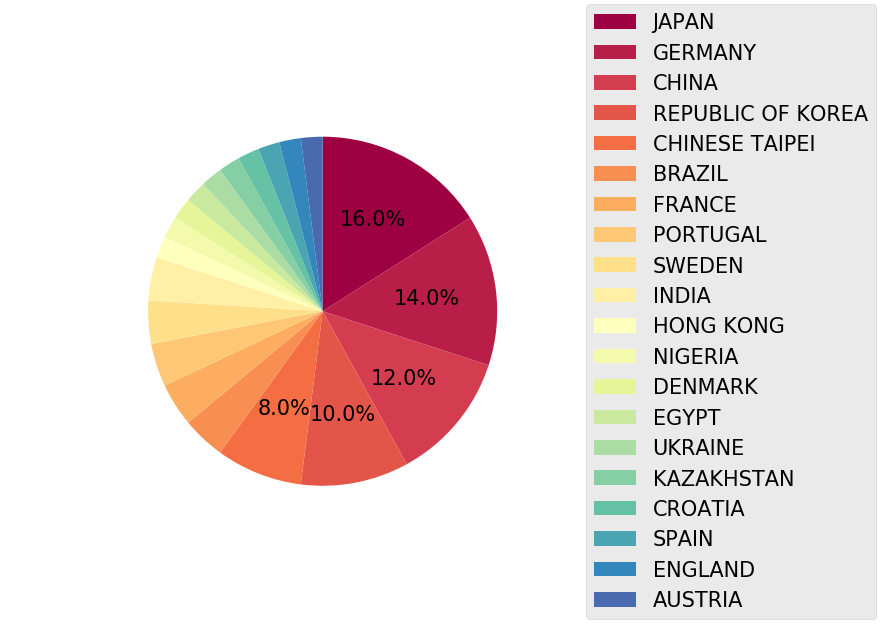 16.0%
14.0%
12.0%
10.0%
8.0%
JAPAN
GERMANY
CHINA
REPUBLIC OF KOREA
CHINESE TAIPEI
BRAZIL
FRANCE
PORTUGAL
SWEDEN
INDIA
HONG KONG
NIGERIA
DENMARK
EGYPT
UKRAINE
KAZAKHSTAN
CROATIA
SPAIN
ENGLAND
AUSTRIA